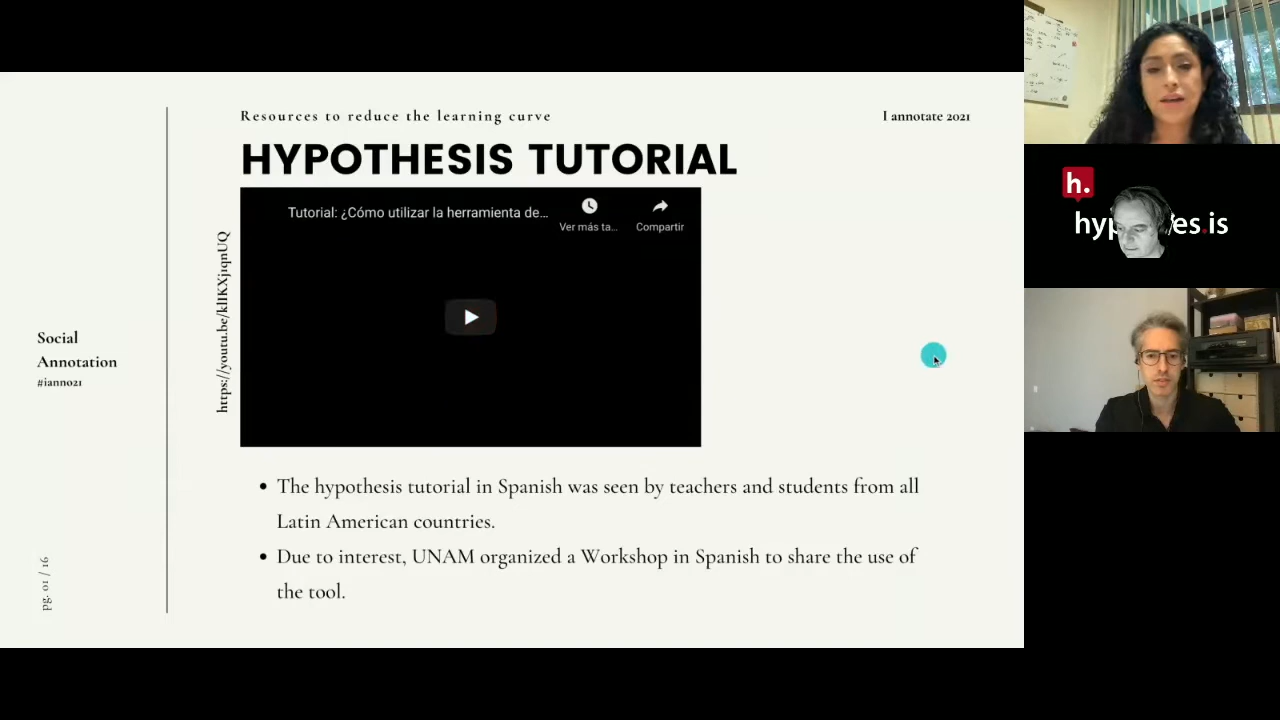 Resources to reduce the learning curve
I annotate 2021
HYPOTHESIS TUTORIAL
Tutorial: ¿Cómo utilizar la herramienta de...
Ver más ta...
Compartir
https://youtu.be/klIKXj1qnUQ
Social
Annotation
#ianno21
• The hypothesis tutorial in Spanish was seen by teachers and students from all
Latin American countries.
• Due to interest, UNAM organized a Workshop in Spanish to share the use of
the tool.
pg. 01 / 16
h.
hyp es.is